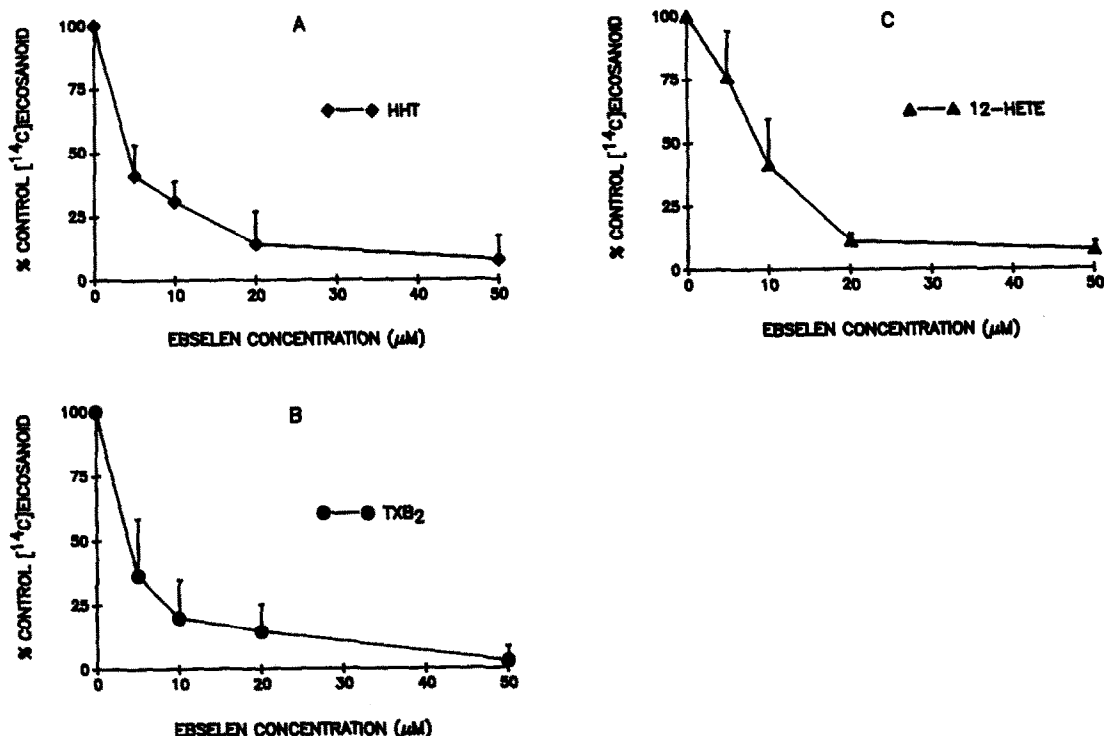 A
% CONTROL [14C]EICOSANOID
100
75
50
25
0
HHT
0 10 20 30 40 50
EBSELEN CONCENTRATION (μM)
B
% CONTROL [14C]EICOSANOID
100
75
50
25
0
TXB2
0 10 20 30 40 50
EBSELEN CONCENTRATION (μM)
C
% CONTROL [14C]EICOSANOID
100
75
50
25
0
12-HETE
0 10 20 30 40 50
EBSELEN CONCENTRATION (μM)